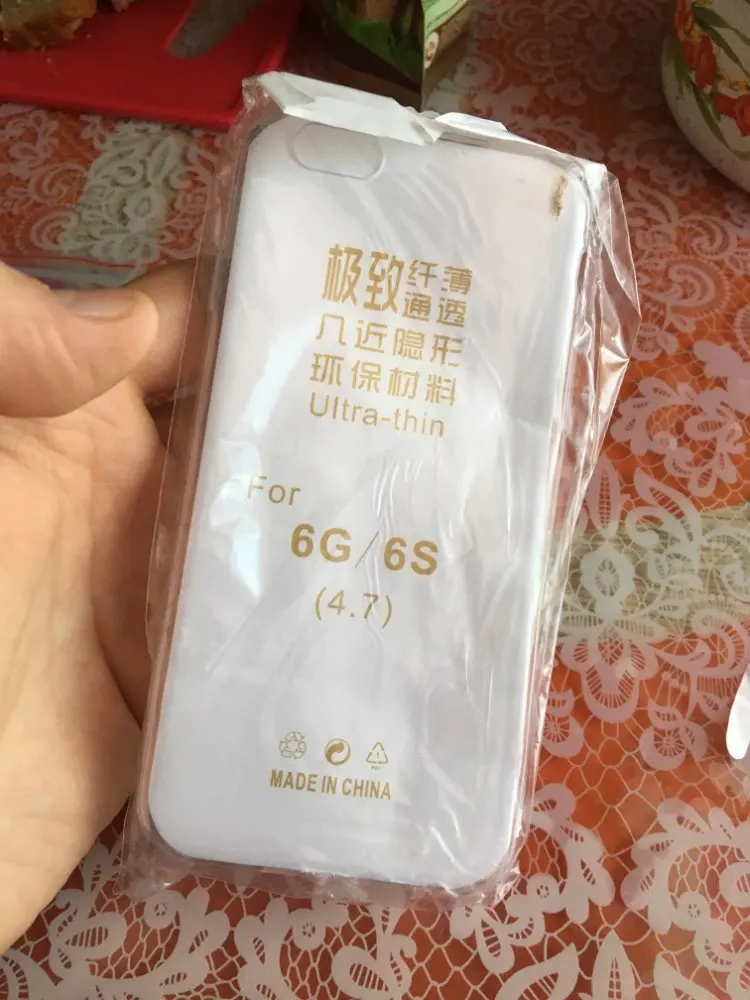 极致纤薄
通透
几近隐形
环保材料
Ultra-thin
For
6G/6S
(4.7)
MADE IN CHINA